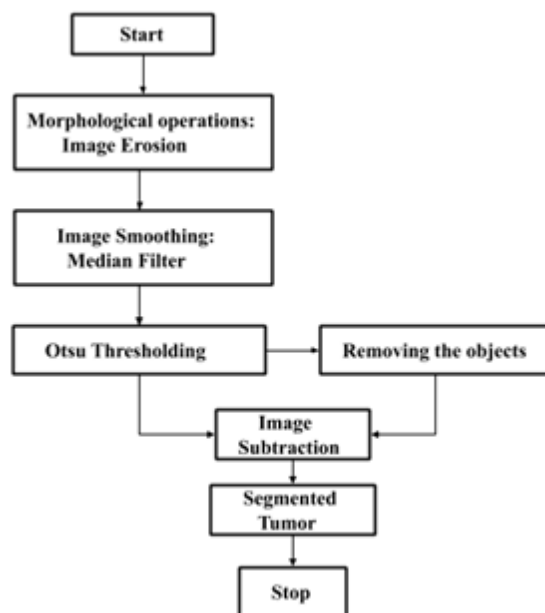 Start
Morphological operations:
Image Erosion
Image Smoothing:
Median Filter
Otsu Thresholding
Removing the objects
Image
Subtraction
Segmented
Tumor
Stop